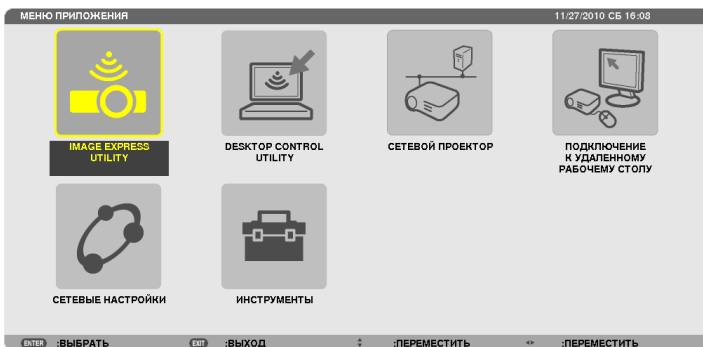 МЕНЮ ПРИЛОЖЕНИЯ 11/27/2010 СБ 16:08
IMAGE EXPRESS
UTILITY
DESKTOP CONTROL
UTILITY
СЕТЕВОЙ ПРОЕКТОР
ПОДКЛЮЧЕНИЕ
К УДАЛЕННОМУ
РАБОЧЕМУ СТОЛУ
СЕТЕВЫЕ НАСТРОЙКИ
ИНСТРУМЕНТЫ
ENTER :ВЫБРАТЬ EXIT :ВЫХОД :ПЕРЕМЕСТИТЬ :ПЕРЕМЕСТИТЬ